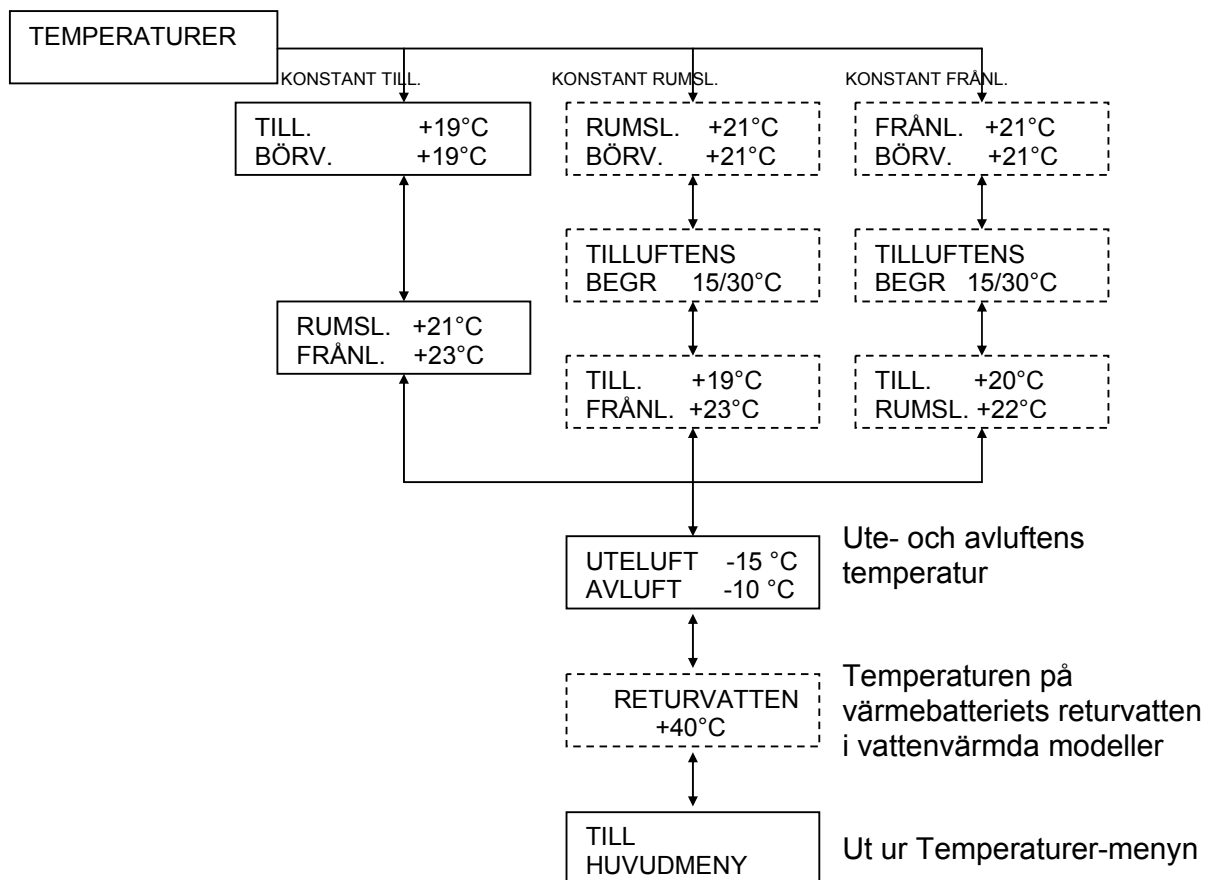 TEMPERATURER
KONSTANT TILL.
KONSTANT RUMSL.
KONSTANT FRÅNL.
TILL. +19°C
BÖRV. +19°C
RUMSL. +21°C
BÖRV. +21°C
FRÅNL. +21°C
BÖRV. +21°C
TILLUFTENS
BEGR 15/30°C
TILLUFTENS
BEGR 15/30°C
RUMSL. +21°C
FRÅNL. +23°C
TILL. +19°C
FRÅNL. +23°C
TILL. +20°C
RUMSL. +22°C
UTELUFT -15 °C
AVLUFT -10 °C
Ute- och avluftens
temperatur
RETURVATTEN
+40°C
Temperaturen på
värmebatteriets returvatten
i vattenvärmda modeller
TILL
HUVUDMENY
Ut ur Temperaturer-menyn